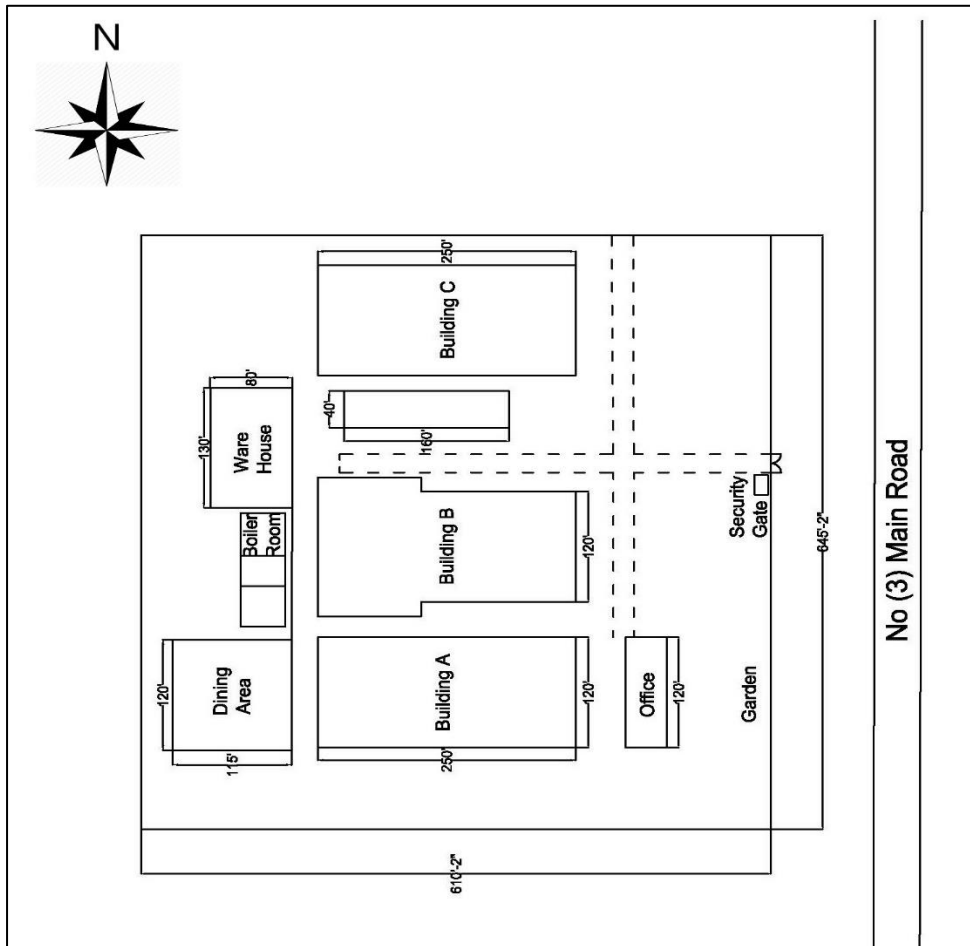 N
250'
Building C
80'
130'
Ware
House
40'
160'
Boiler
Room
Building B
120'
Security
Gate
645'-2"
No (3) Main Road
120'
Dining
Area
115'
Building A
120'
250'
Office
120'
Garden
610'-2"